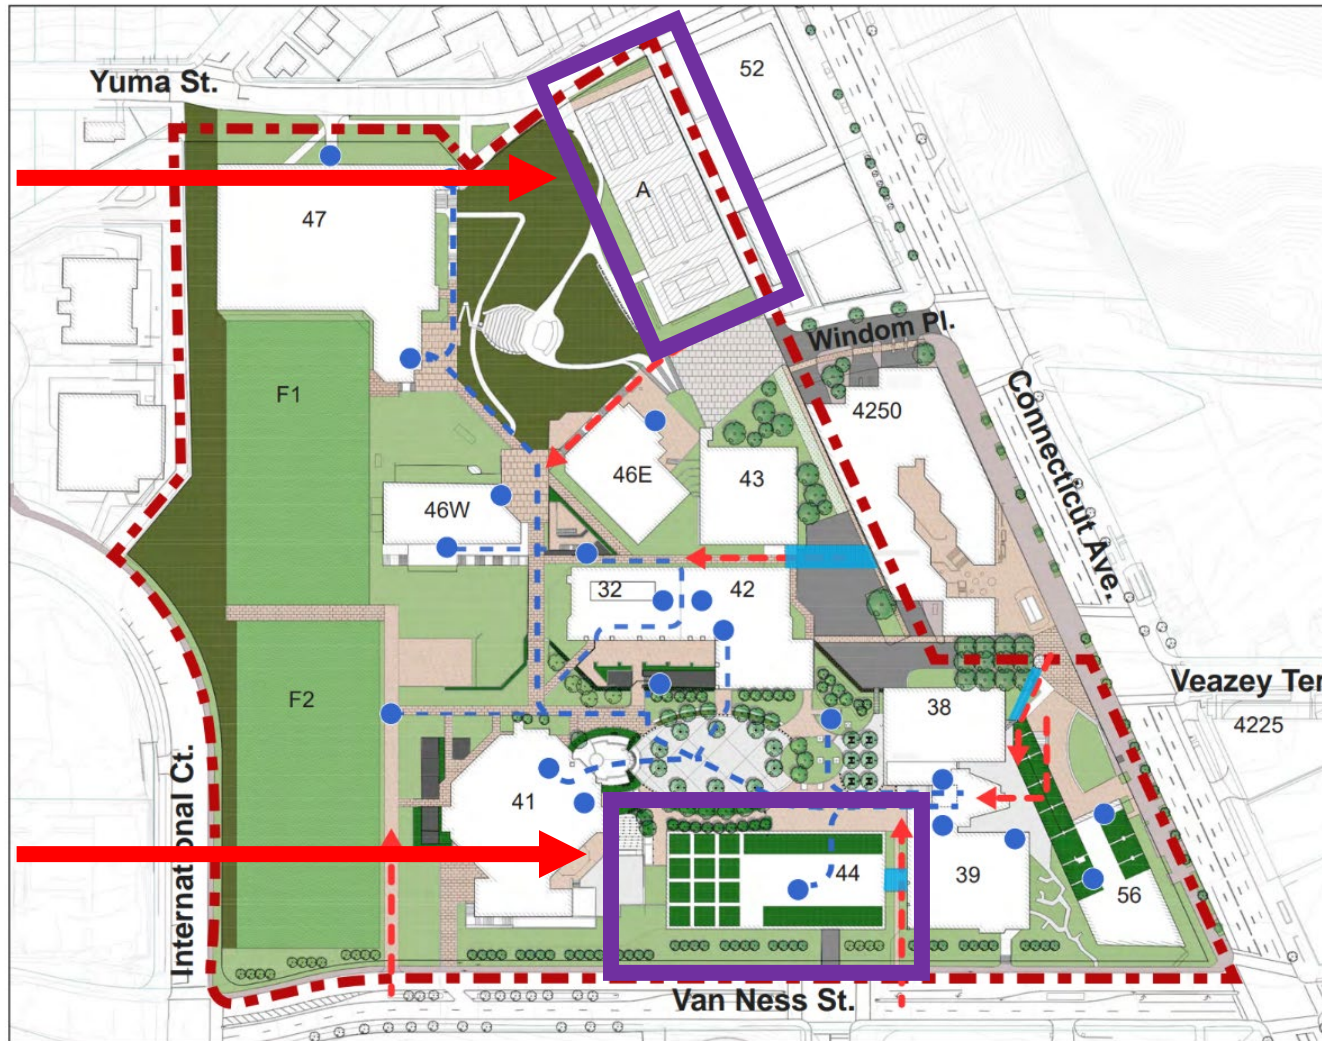 Yuma St.
52
A
47
Windom Pl.
F1
4250
Connecticut Ave.
46E
43
46W
32
42
F2
38
Veazey Ter
4225
41
44
39
56
International Ct.
Van Ness St.